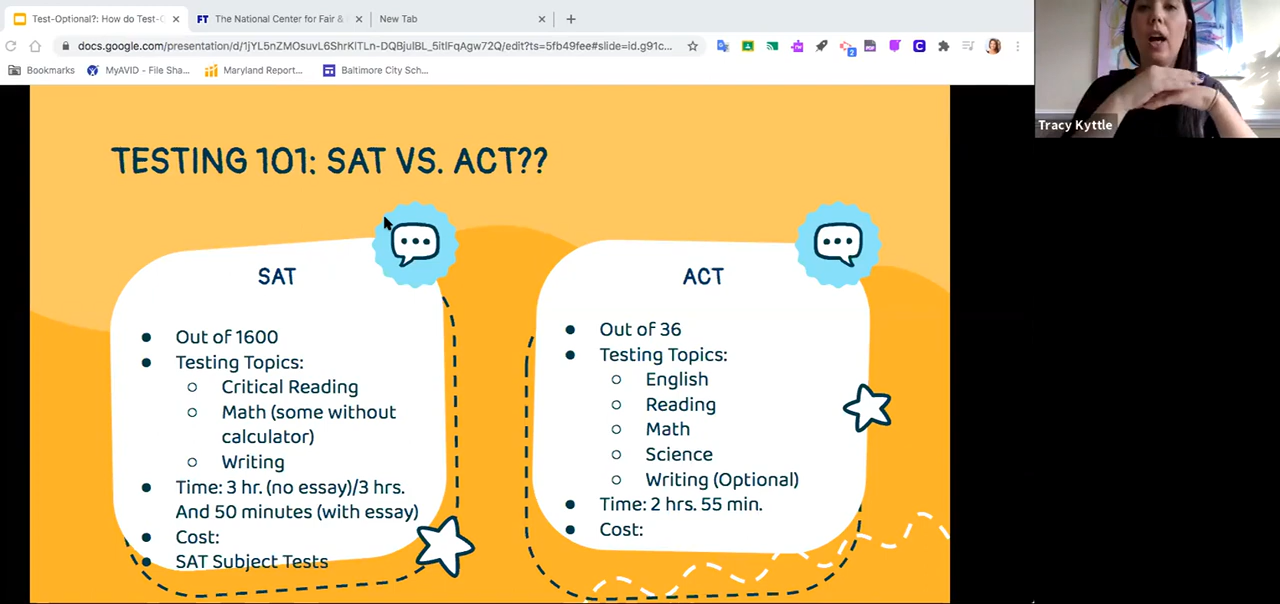 Test-Optional?: How do Test-O
FT The National Center for Fair &
New Tab
docs.google.com/presentation/d/1jYL5nZMOsuvL6ShrKlTLn-DQBjulBL_5itlFqAgw72Q/edit?ts=5fb49fee#slide=id.g91c...
2
Bookmarks
MyAVID - File Sha...
Maryland Report...
Baltimore City Sch...
Tracy Kyttle
TESTING 101: SAT VS. ACT??
SAT
Out of 1600
Testing Topics:
Critical Reading
Math (some without
calculator)
Writing
Time: 3 hr. (no essay)/3 hrs.
And 50 minutes (with essay)
Cost:
SAT Subject Tests
ACT
Out of 36
Testing Topics:
English
Reading
Math
Science
Writing (Optional)
Time: 2 hrs. 55 min.
Cost: